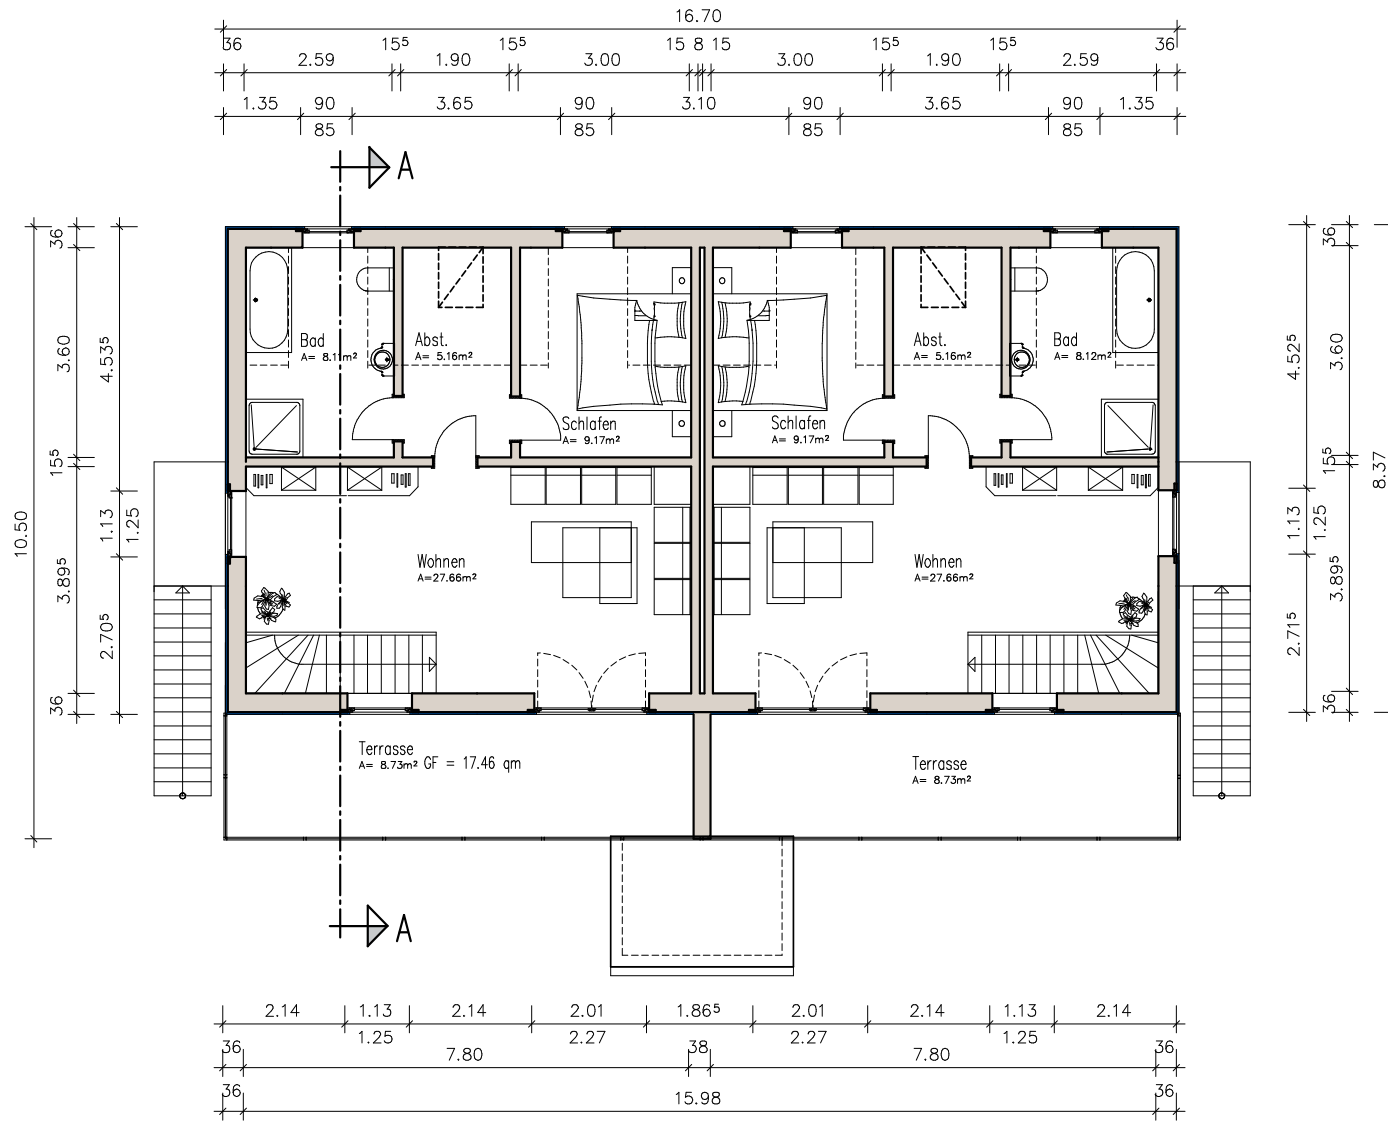 16.70
36 15⁵ 15⁵ 15 8 15 15⁵ 15⁵ 36
2.59 1.90 3.00 3.00 1.90 2.59
1.35 90 3.65 90 3.10 90 3.65 90 1.35
85 85 85 85
A
36 36
3.60 4.53⁵ 4.52⁵ 3.60
Bad Abst. Abst. Bad
A= 8.11m² A= 5.16m² A= 5.16m² A= 8.12m²
Schlafen Schlafen
A= 9.17m² A= 9.17m²
15⁵ 15⁵
10.50 1.13 1.25 1.13 1.25 8.37
Wohnen Wohnen
A=27.66m² A=27.66m²
3.89⁵ 2.70⁵ 2.71⁵ 3.89⁵
36 36
Terrasse
A= 8.73m² GF = 17.46 qm
Terrasse
A= 8.73m²
A
2.14 1.13 2.14 2.01 1.86⁵ 2.01 2.14 1.13 2.14
1.25 2.27 2.27 1.25
36 7.80 38 7.80 36
36 15.98 36